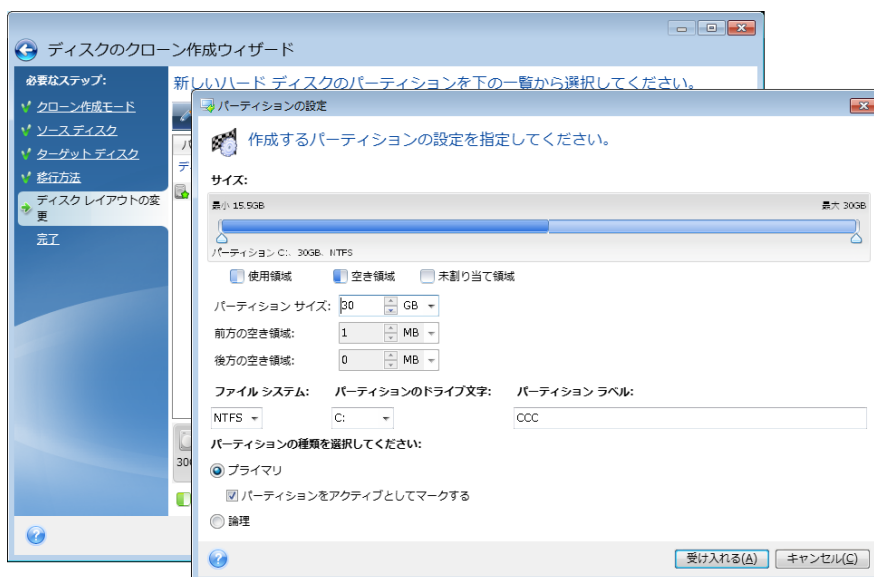 ディスクのクローン作成ウィザード
必要なステップ:
クローン作成モード
ソース ディスク
ターゲット ディスク
移行方法
ディスク レイアウトの変
更
完了
新しいハード ディスクのパーティションを下の一覧から選択してください。
パーティションの設定
作成するパーティションの設定を指定してください。
サイズ:
最小 15.5GB
最大 30GB
パーティション C:、30GB、NTFS
使用領域
空き領域
未割り当て領域
パーティション サイズ: 30 GB
前方の空き領域: 1 MB
後方の空き領域: 0 MB
ファイル システム: パーティションのドライブ文字: パーティション ラベル:
NTFS C: CCC
パーティションの種類を選択してください:
プライマリ
パーティションをアクティブとしてマークする
論理
受け入れる(A) キャンセル(C)